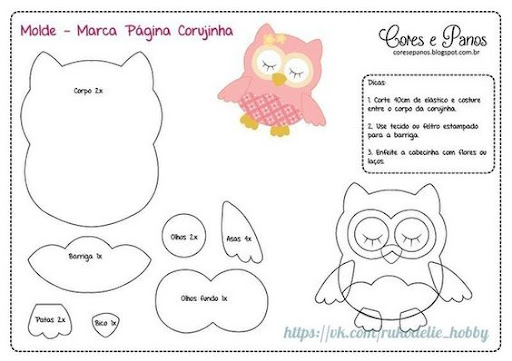 Molde - Marca Página Corujinha
Cores e Panos
coresepanos.blogspot.com.br
Corpo 2x
Dicas:
1. Corte 40cm de elástico e costure
entre o corpo da corujinha.
2. Use tecido ou feltro estampado
para a barriga.
3. Enfeite a cabecinha com flores ou
laços.
Olhos 2x
Asas 4x
Barriga 1x
Olhos fundo 1x
Patas 2x
Bico 1x
https://vk.com/rukodelie_hobby